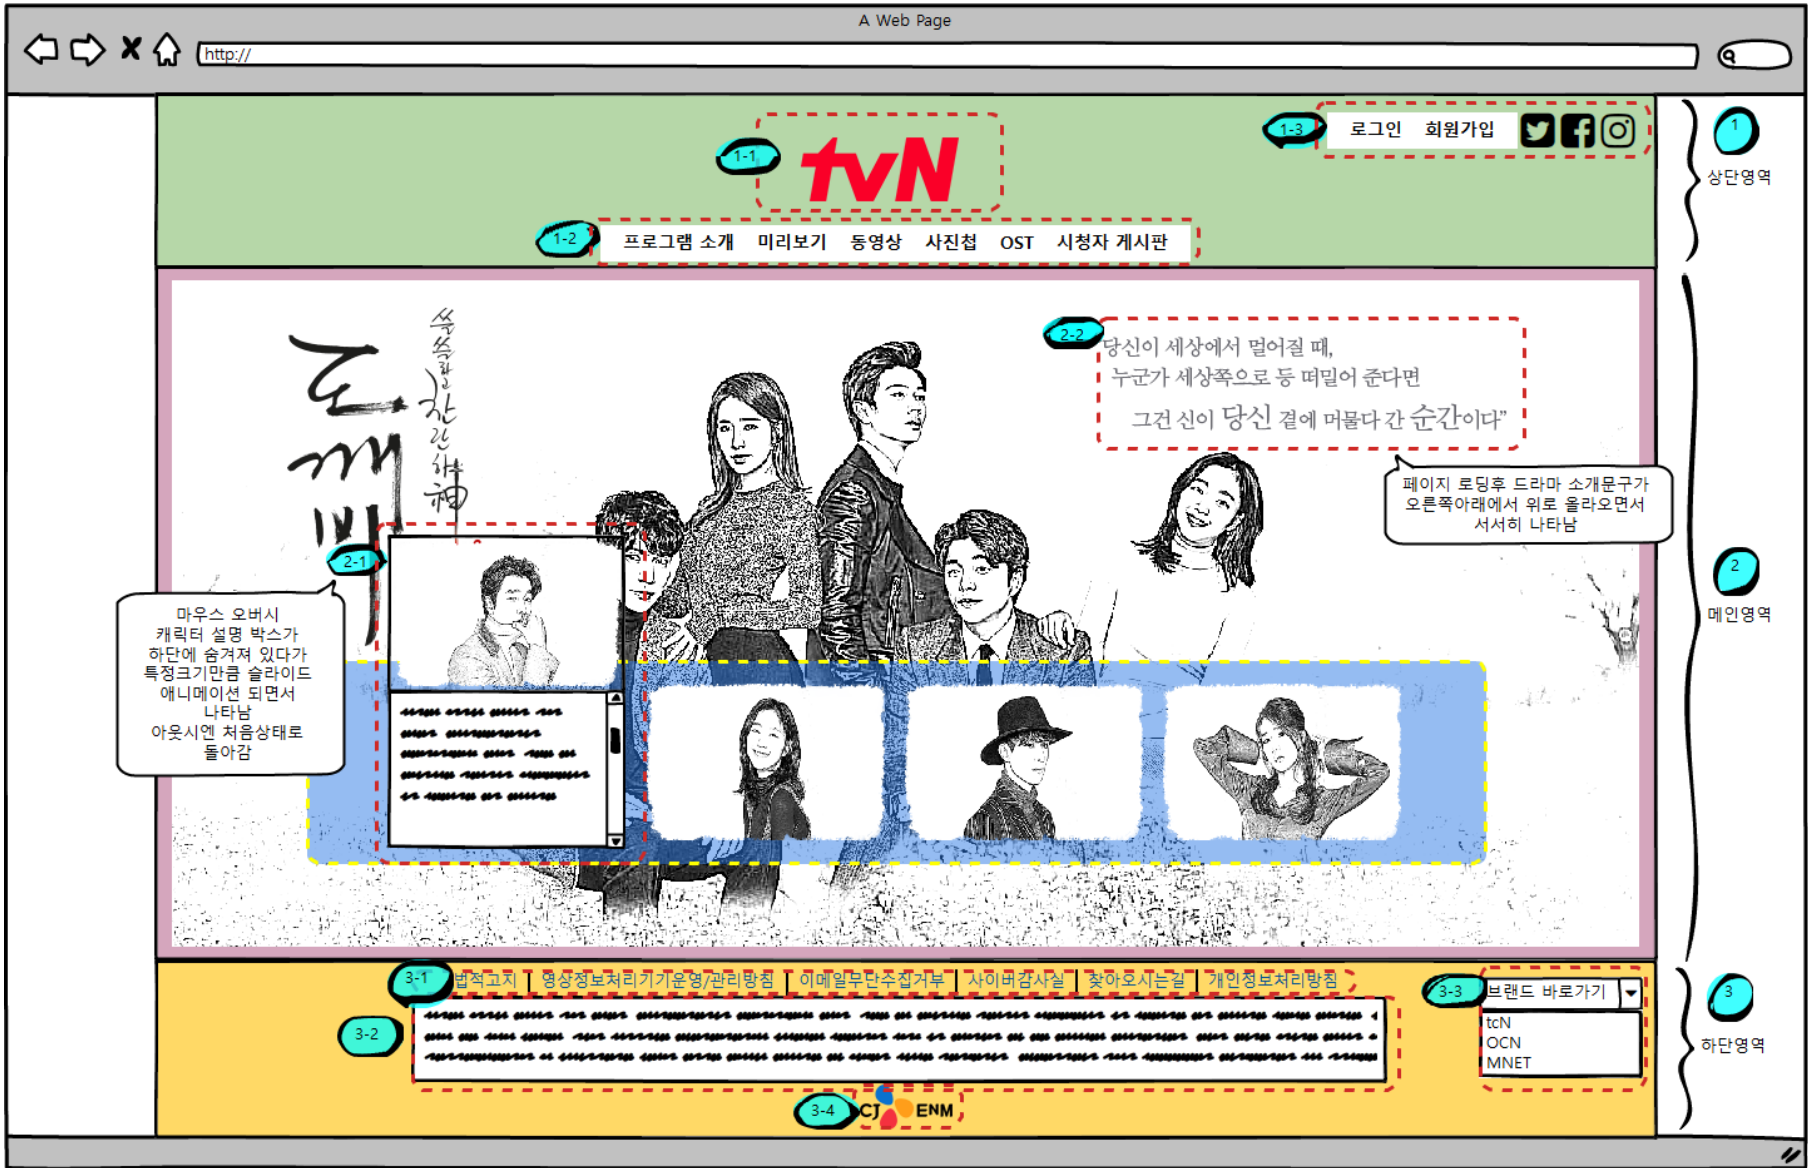 A Web Page
http://
1-1
tvN
1-3
로그인 회원가입
1
상단영역
1-2
프로그램 소개 미리보기 동영상 사진첩 OST 시청자 게시판
쓸쓸하고 찬란하神
도깨비
2-2
당신이 세상에서 멀어질 때,
누군가 세상쪽으로 등 떠밀어 준다면
그건 신이 당신 곁에 머물다 간 순간이다”
페이지 로딩후 드라마 소개문구가
오른쪽아래에서 위로 올라오면서
서서히 나타남
2
메인영역
2-1
마우스 오버시
캐릭터 설명 박스가
하단에 숨겨져 있다가
특정크기만큼 슬라이드
애니메이션 되면서
나타남
아웃시엔 처음상태로
돌아감
3-1
법적고지 | 영상정보처리기기운영/관리방침 | 이메일무단수집거부 | 사이버감사실 | 찾아오시는길 | 개인정보처리방침
3-2
3-3
브랜드 바로가기
tcN
OCN
MNET
3
하단영역
3-4
CJ ENM